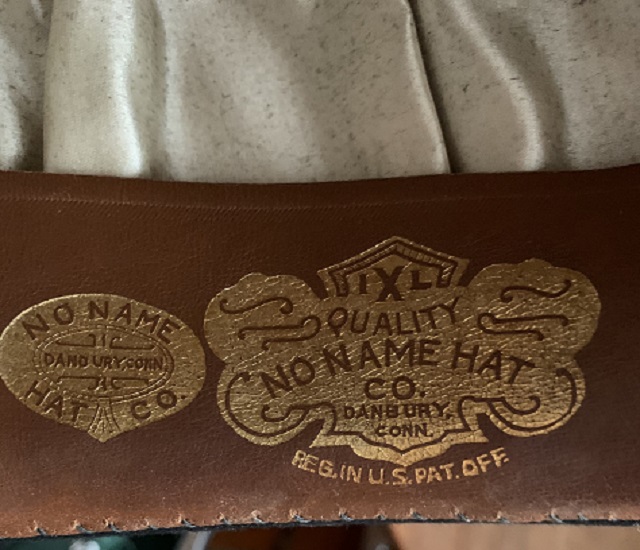 NO NAME
DANBURY, CONN.
HAT CO.
IXL
QUALITY
NO NAME HAT
CO.
DANBURY,
CONN.
REG. IN U.S. PAT. OFF.